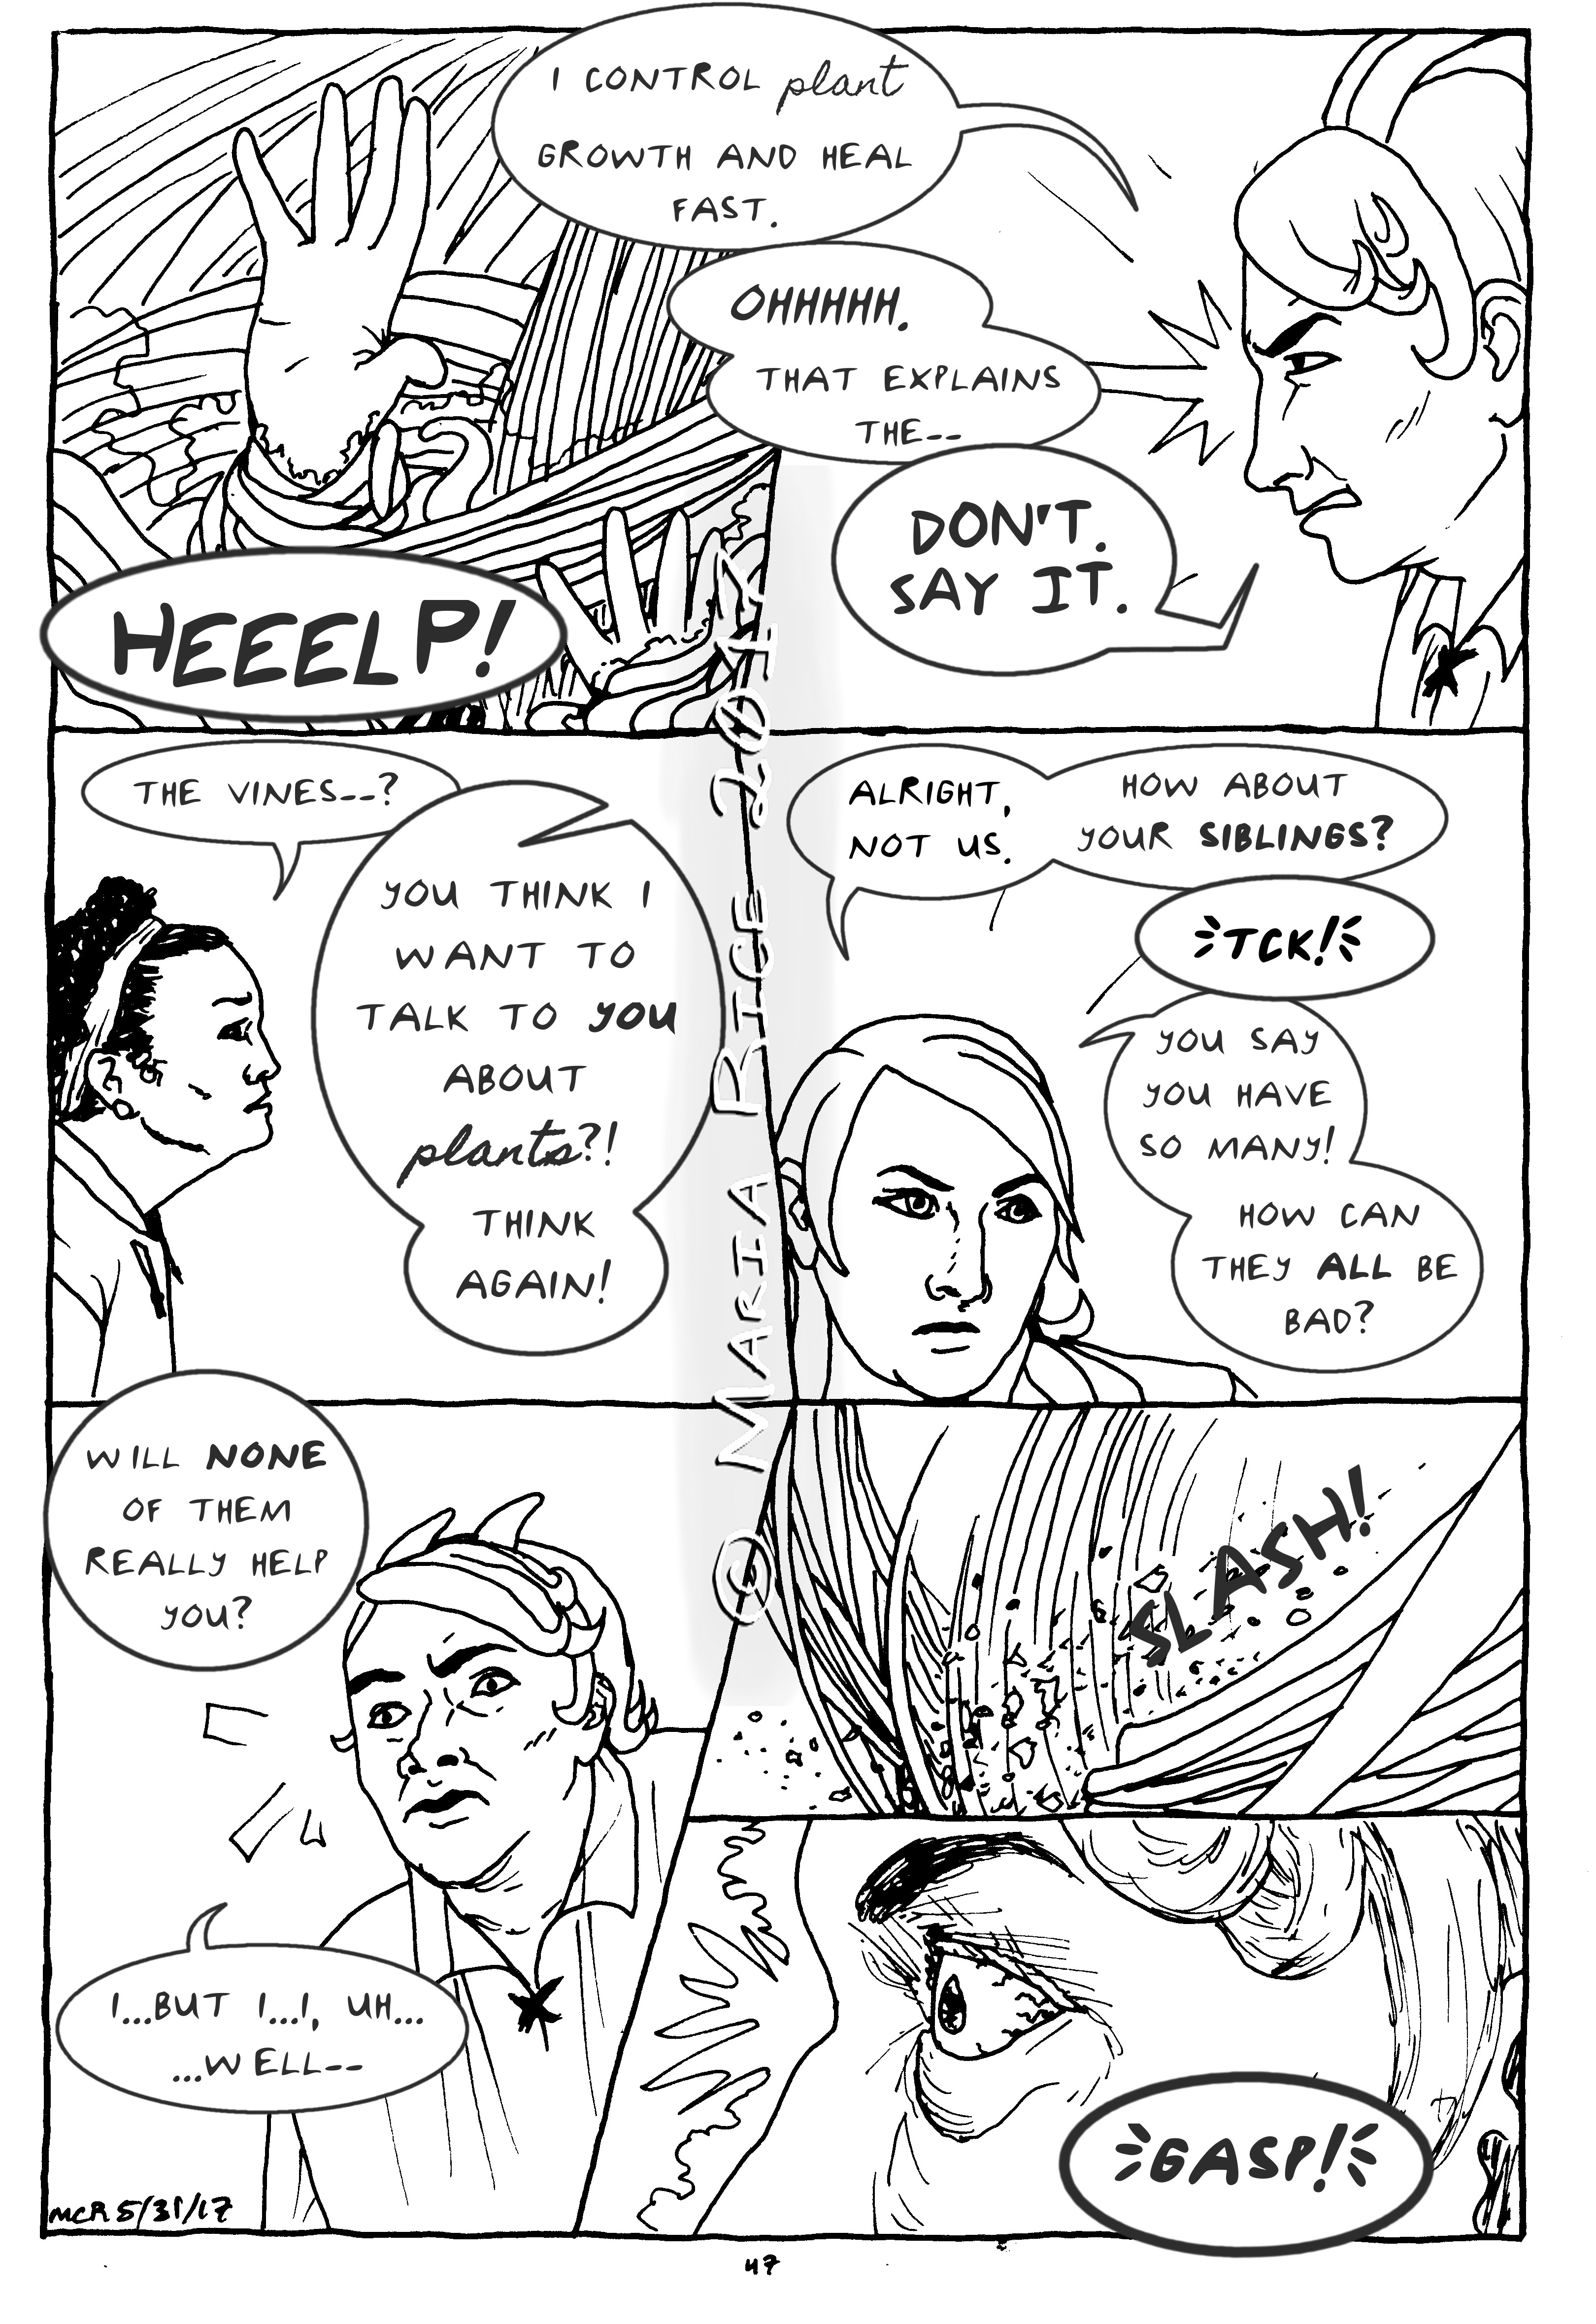 I CONTROL plant
GROWTH AND HEAL
FAST.
OHHHHH.
THAT EXPLAINS
THE--
DON'T.
SAY IT.
HEEELP!
THE VINES--?
YOU THINK I
WANT TO
TALK TO YOU
ABOUT
plants?!
THINK
AGAIN!
ALRIGHT,
NOT US.
HOW ABOUT
YOUR SIBLINGS?
TCK!
YOU SAY
YOU HAVE
SO MANY!
HOW CAN
THEY ALL BE
BAD?
WILL NONE
OF THEM
REALLY HELP
YOU?
I...BUT I...I, UH...
...WELL--
SLASH!
GASP!
© MARIA RICE 2017
MCR 5/31/17
47